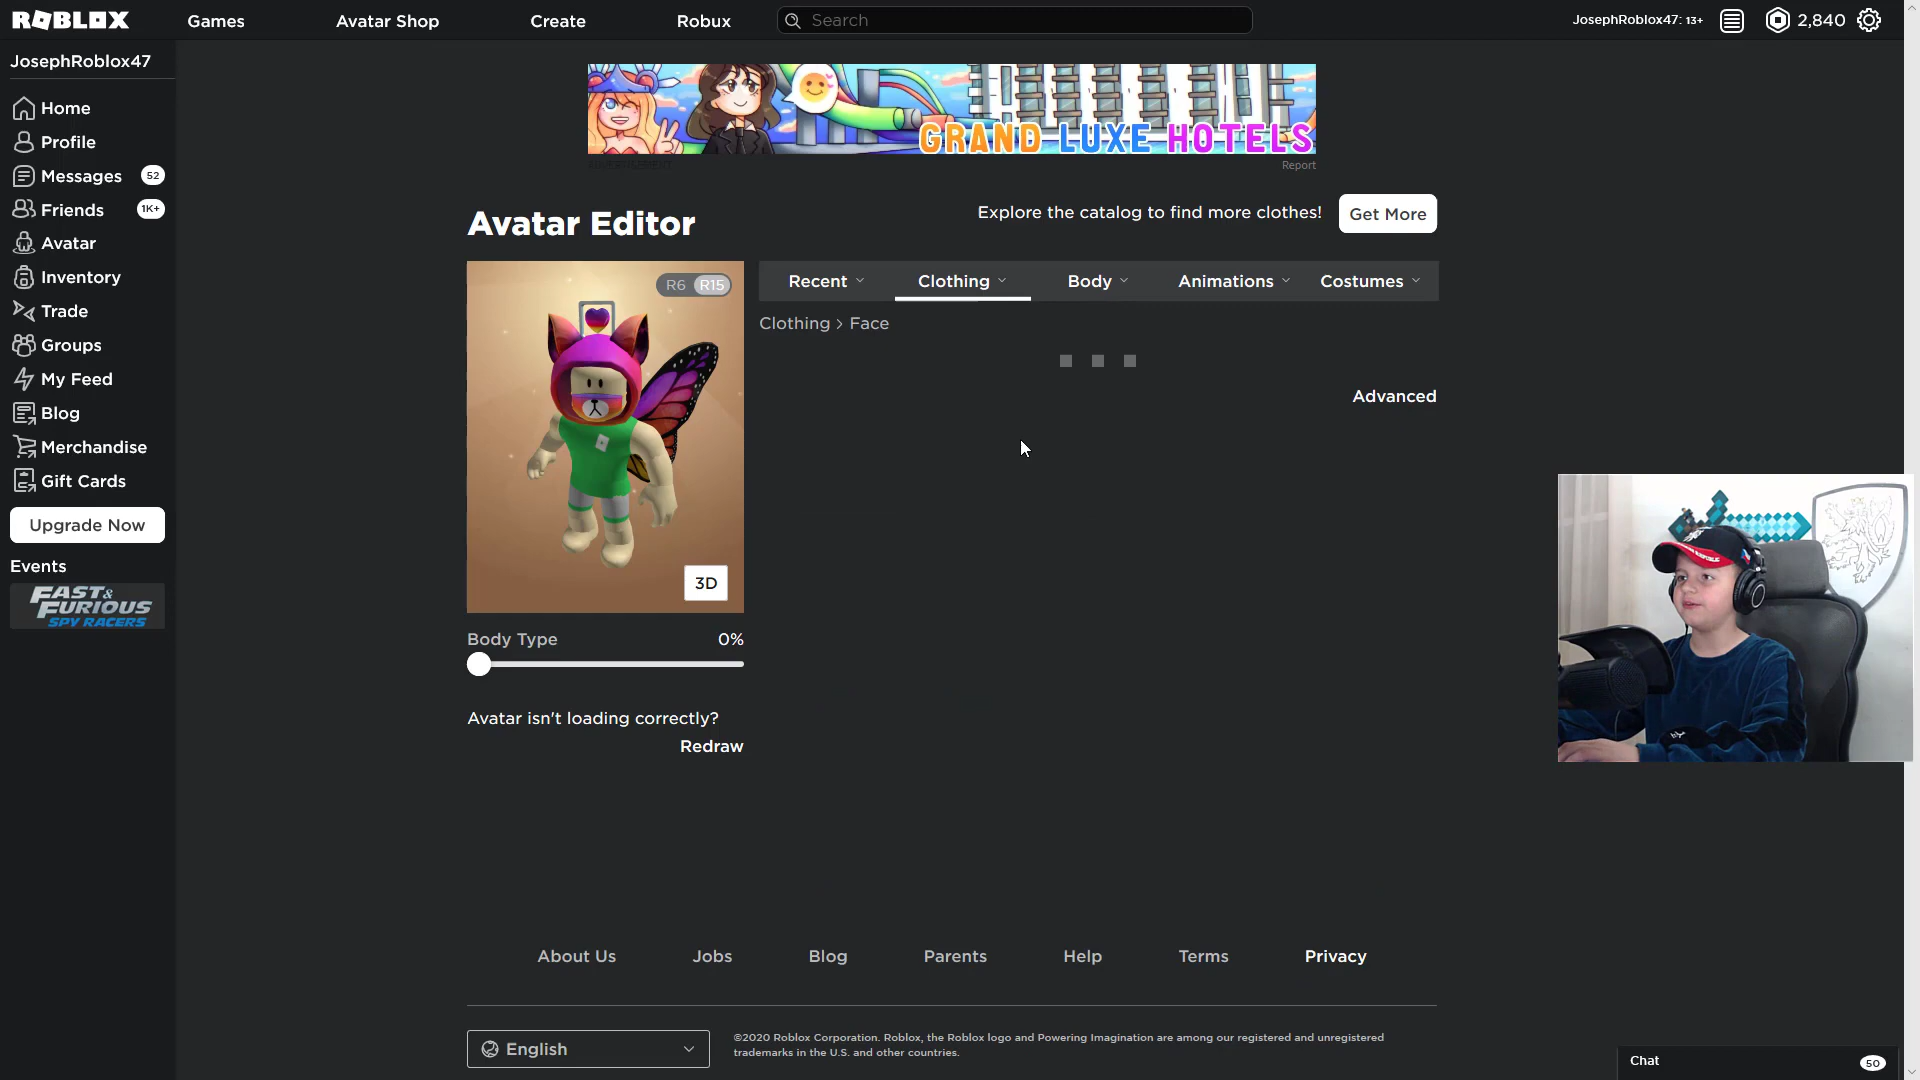 ROBLOX
Games
Avatar Shop
Create
Robux
Search
JosephRoblox47: 13+
2,840
JosephRoblox47
Home
Profile
Messages 52
Friends 1K+
Avatar
Inventory
Trade
Groups
My Feed
Blog
Merchandise
Gift Cards
Upgrade Now
Events
FAST & FURIOUS
SPY RACERS
GRAND LUXE HOTELS
ADVERTISEMENT
Report
Avatar Editor
Explore the catalog to find more clothes!
Get More
R6 R15
3D
Body Type 0%
Avatar isn't loading correctly?
Redraw
Recent
Clothing
Body
Animations
Costumes
Clothing > Face
Advanced
About Us
Jobs
Blog
Parents
Help
Terms
Privacy
English
©2020 Roblox Corporation. Roblox, the Roblox logo and Powering Imagination are among our registered and unregistered
trademarks in the U.S. and other countries.
Chat 50